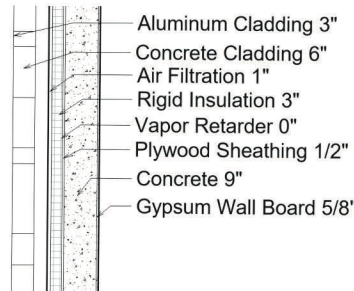 Aluminum Cladding 3"
Concrete Cladding 6"
Air Filtration 1"
Rigid Insulation 3"
Vapor Retarder 0"
Plywood Sheathing 1/2"
Concrete 9"
Gypsum Wall Board 5/8'